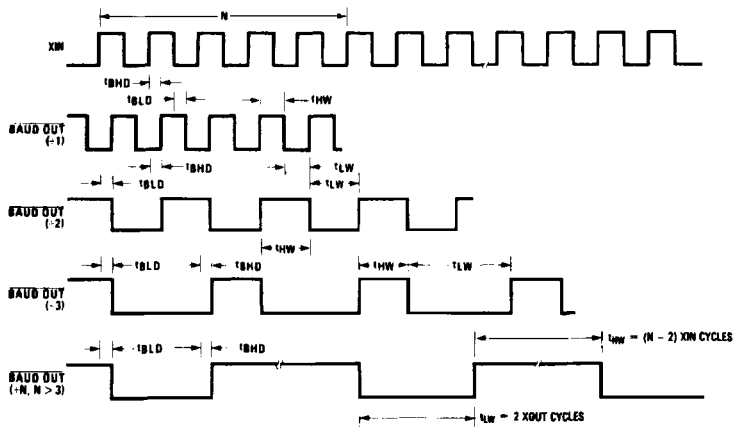 N
XIN
tBHD
tBLD
tHW
BAUD OUT
(÷1)
tBHD
tLW
tBLD
tLW
BAUD OUT
(÷2)
tHW
tBLD
tBHD
tHW
tLW
BAUD OUT
(÷3)
tHW = (N - 2) XIN CYCLES
tBLD
tBHD
BAUD OUT
(÷N, N > 3)
tLW = 2 XOUT CYCLES